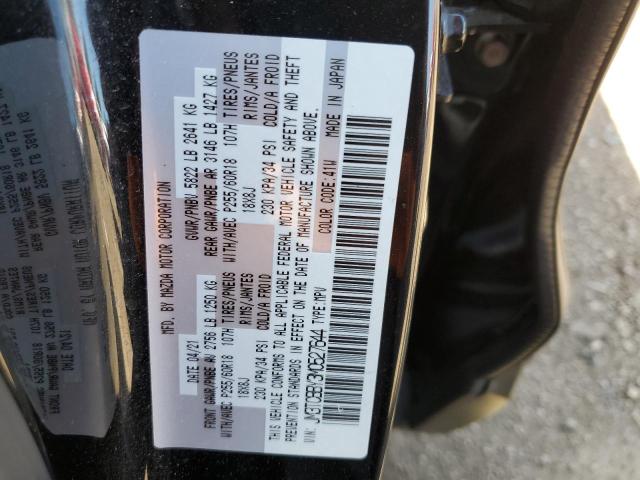 MFD. BY MAZDA MOTOR CORPORATION
DATE 04/21 GVWR/PNBV 5822 LB 2641 KG
FRONT GAWR/PNBE AV 2756 LB 1250 KG REAR GAWR/PNBE AR 3146 LB 1427 KG
WITH/AVEC P255/60R18 107H TIRES/PNEUS WITH/AVEC P255/60R18 107H TIRES/PNEUS
18X8J RIMS/JANTES 18X8J RIMS/JANTES
230 KPA/34 PSI COLD/A FROID 230 KPA/34 PSI COLD/A FROID
THIS VEHICLE CONFORMS TO ALL APPLICABLE FEDERAL MOTOR VEHICLE SAFETY AND THEFT
PREVENTION STANDARDS IN EFFECT ON THE DATE OF MANUFACTURE SHOWN ABOVE.
VIN: TYPE: MPV COLOR CODE: 41W MADE IN JAPAN